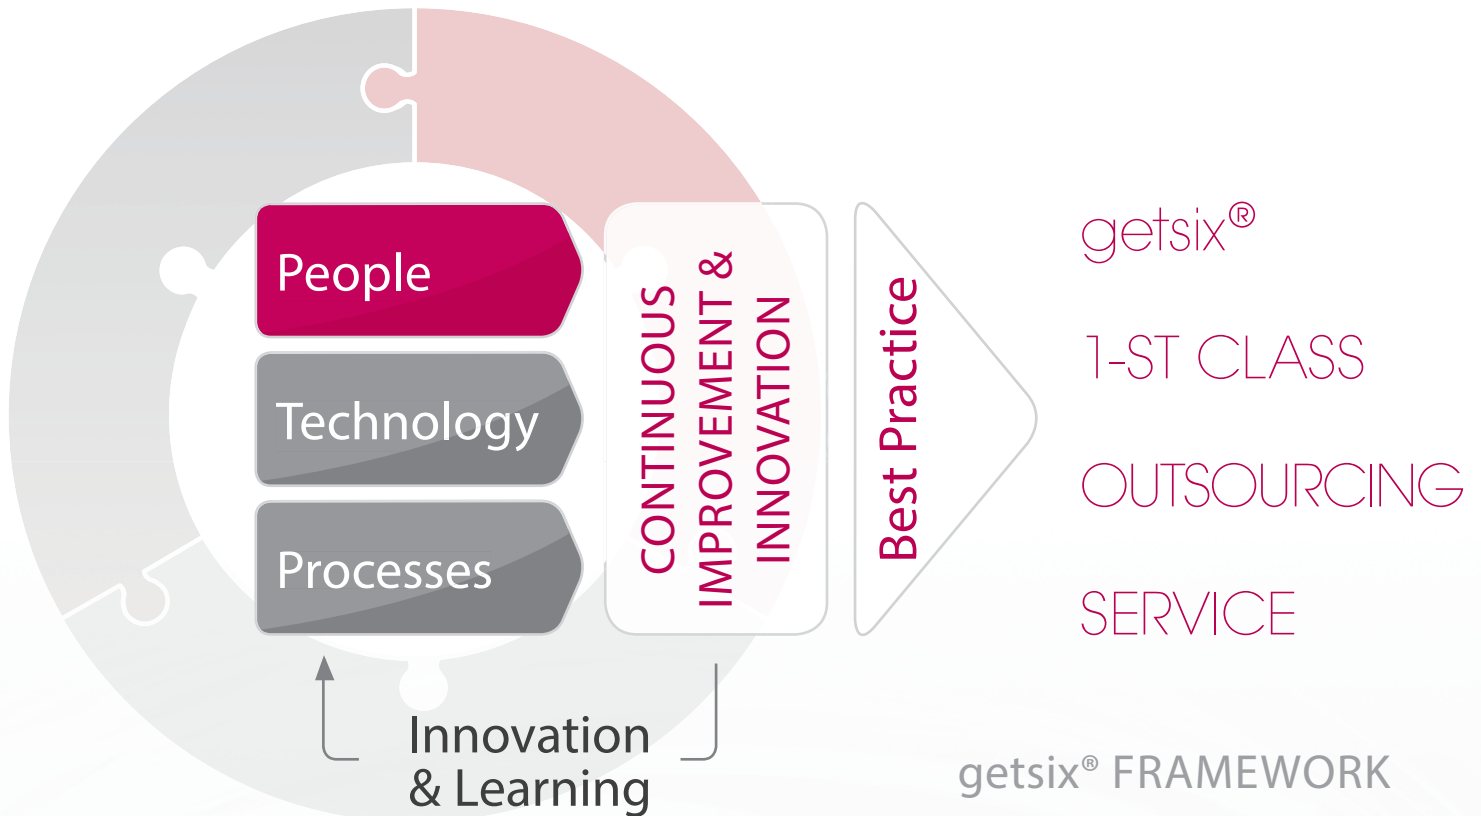 People
Technology
Processes
CONTINUOUS
IMPROVEMENT &
INNOVATION
Best Practice
getsix®
1-ST CLASS
OUTSOURCING
SERVICE
Innovation
& Learning
getsix® FRAMEWORK